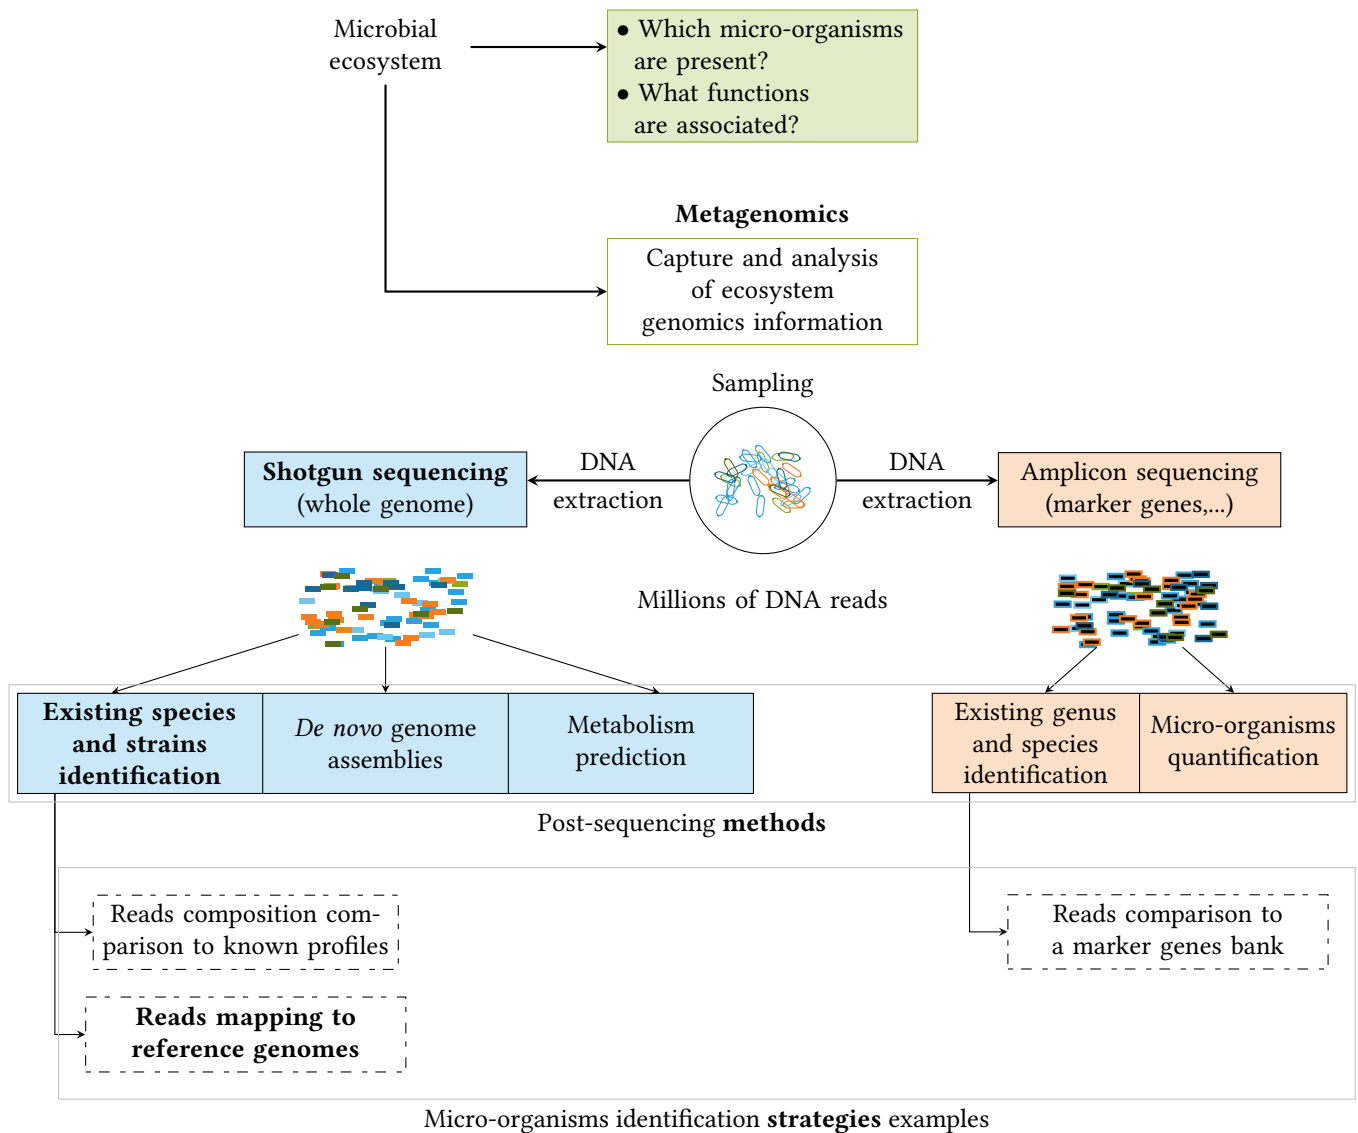 Microbial
ecosystem
• Which micro-organisms
are present?
• What functions
are associated?
Metagenomics
Capture and analysis
of ecosystem
genomics information
Sampling
Shotgun sequencing
(whole genome)
DNA
extraction
DNA
extraction
Amplicon sequencing
(marker genes,...)
Millions of DNA reads
Existing species
and strains
identification
De novo genome
assemblies
Metabolism
prediction
Existing genus
and species
identification
Micro-organisms
quantification
Post-sequencing methods
Reads composition com-
parison to known profiles
Reads comparison to
a marker genes bank
Reads mapping to
reference genomes
Micro-organisms identification strategies examples